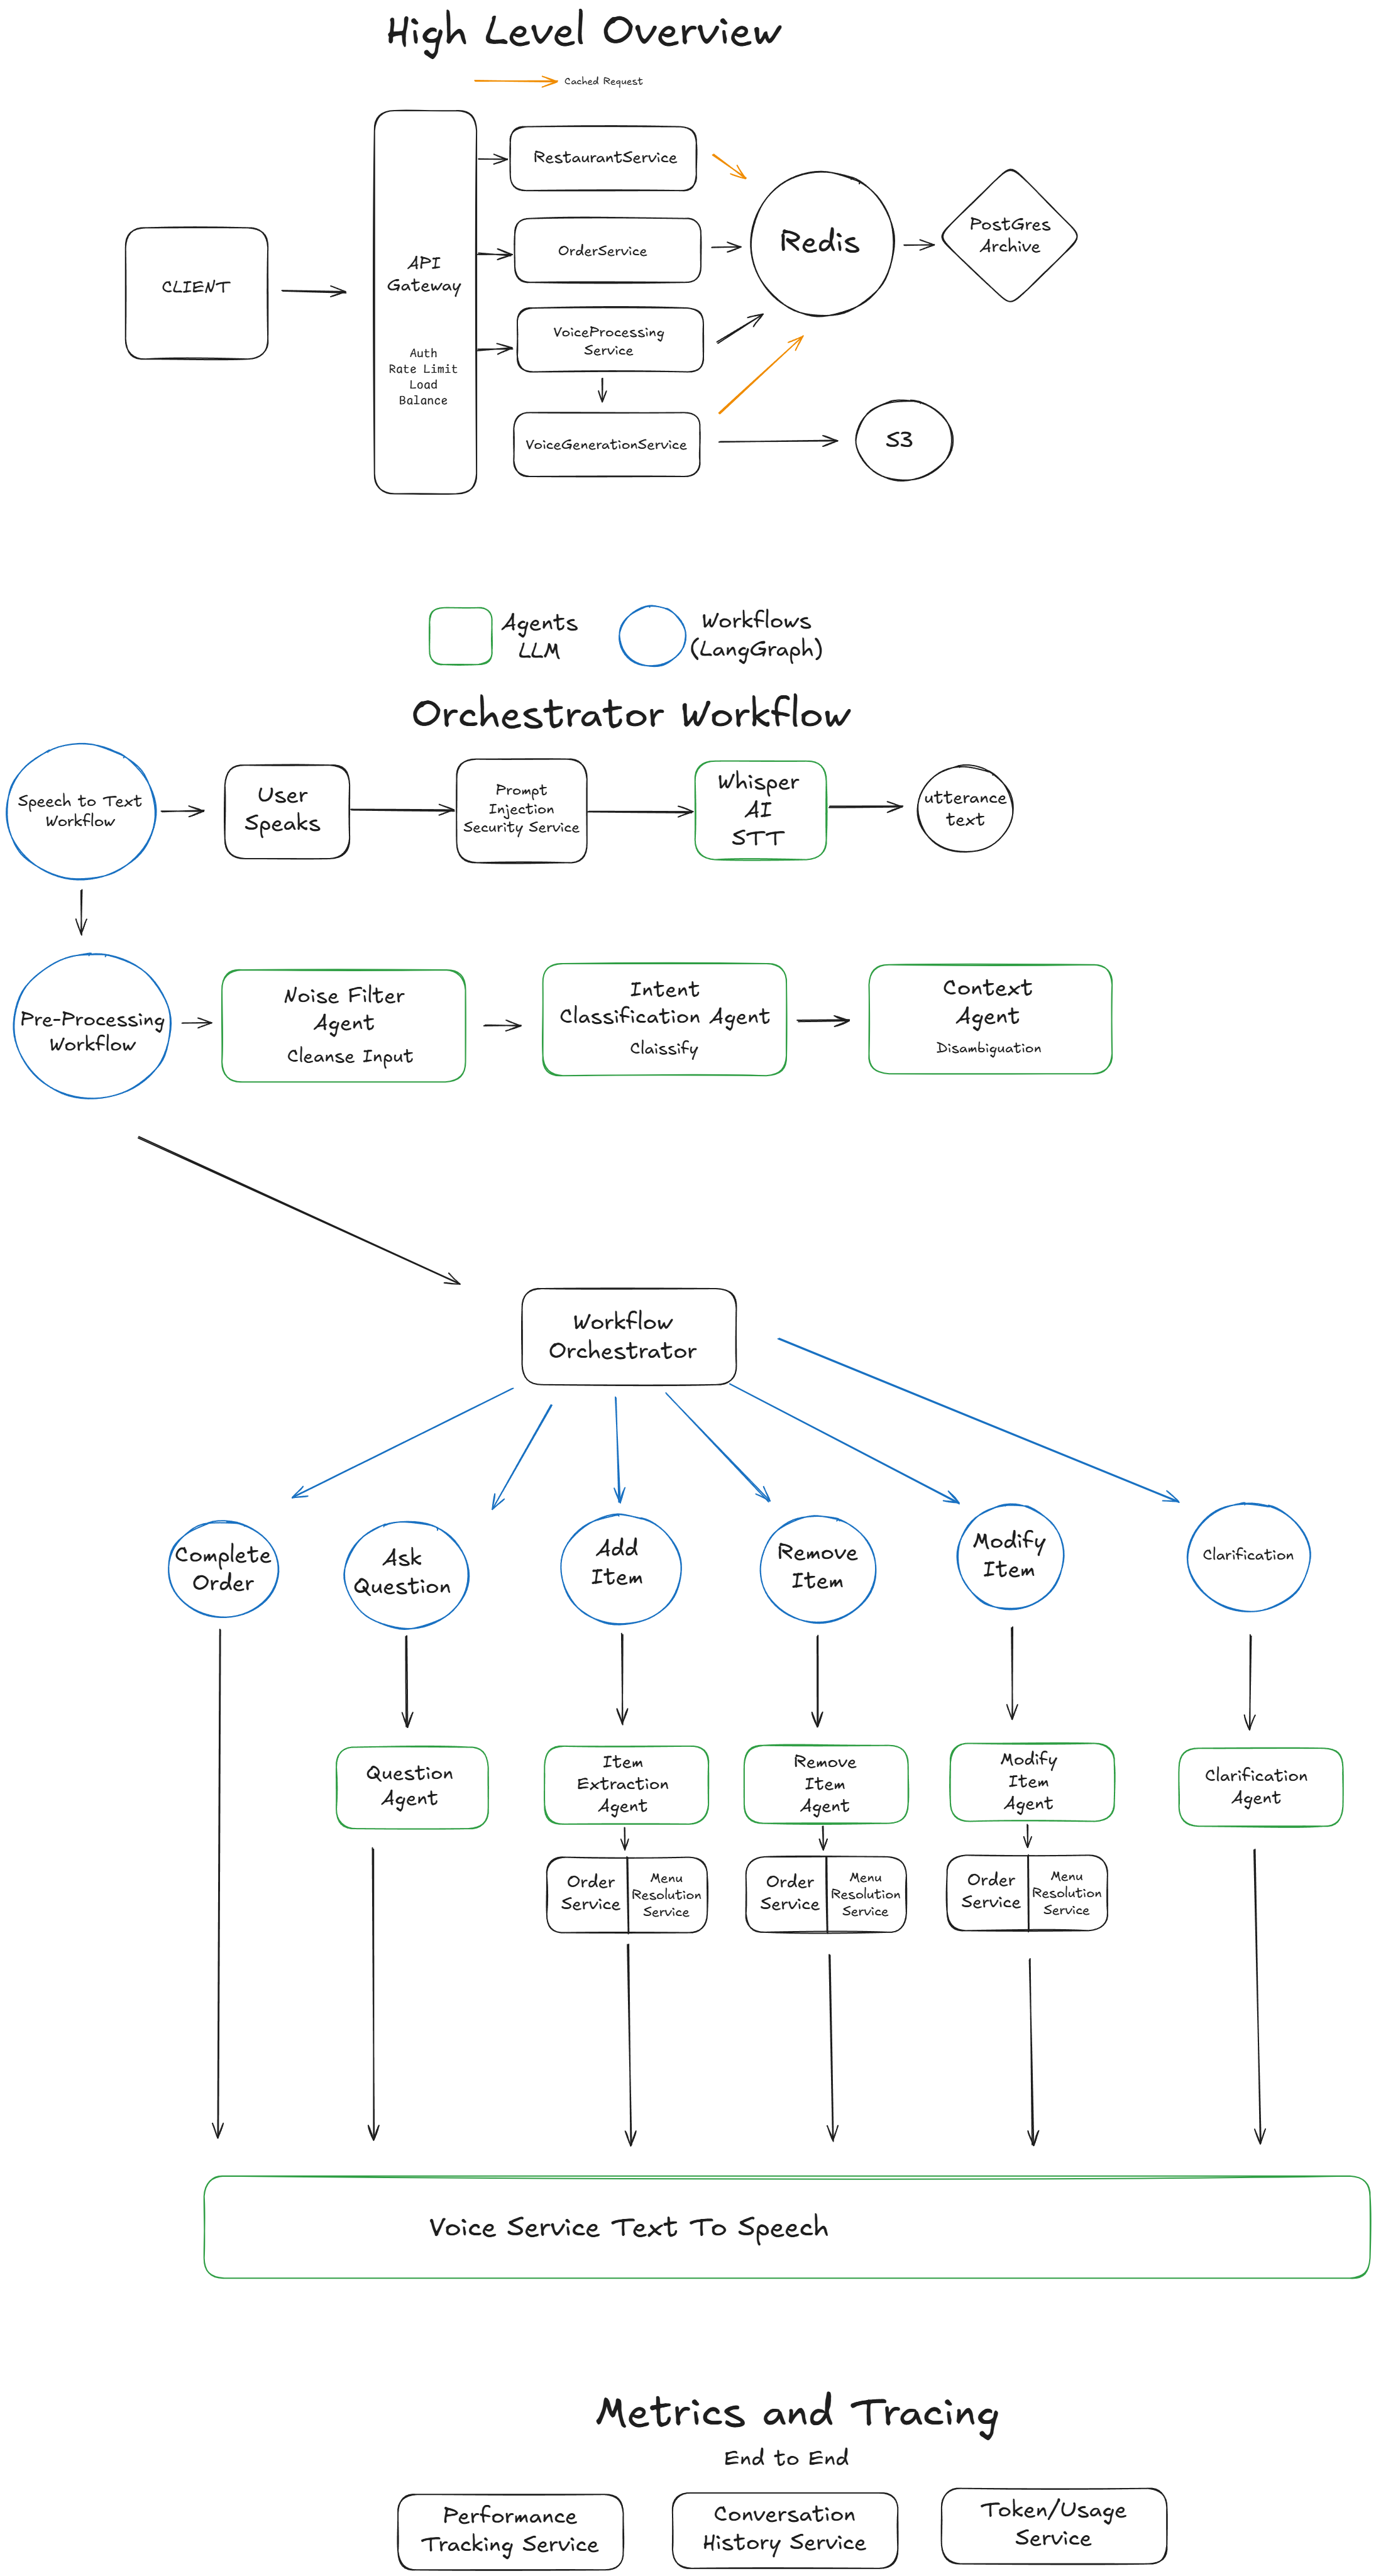 High Level Overview
Cached Request
RestaurantService
OrderService
VoiceProcessing
Service
VoiceGenerationService
CLIENT
API
Gateway
Auth
Rate Limit
Load
Balance
Redis
PostGres
Archive
S3
Agents
LLM
Workflows
(LangGraph)
Orchestrator Workflow
Speech to Text
Workflow
User
Speaks
Prompt
Injection
Security Service
Whisper
AI
STT
utterance
text
Pre-Processing
Workflow
Noise Filter
Agent
Cleanse Input
Intent
Classification Agent
Claissify
Context
Agent
Disambiguation
Workflow
Orchestrator
Complete
Order
Ask
Question
Add
Item
Remove
Item
Modify
Item
Clarification
Question
Agent
Item
Extraction
Agent
Remove
Item
Agent
Modify
Item
Agent
Clarification
Agent
Order
Service
Menu
Resolution
Service
Order
Service
Menu
Resolution
Service
Order
Service
Menu
Resolution
Service
Voice Service Text To Speech
Metrics and Tracing
End to End
Performance
Tracking Service
Conversation
History Service
Token/Usage
Service